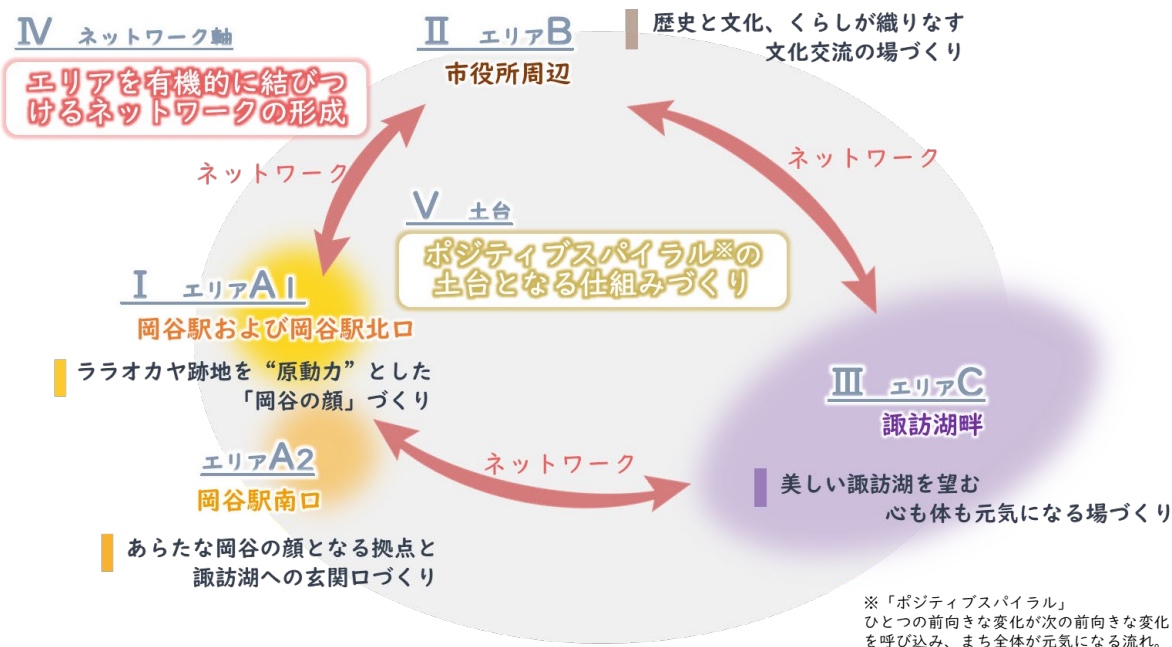 Ⅳ ネットワーク軸
エリアを有機的に結びつ
けるネットワークの形成
Ⅱ エリアB
市役所周辺
歴史と文化、くらしが織りなす
文化交流の場づくり
ネットワーク
ネットワーク
Ⅴ 土台
ポジティブスパイラル※の
土台となる仕組みづくり
Ⅰ エリアA1
岡谷駅および岡谷駅北口
ララオカヤ跡地を“原動力”とした
「岡谷の顔」づくり
エリアA2
岡谷駅南口
あらたな岡谷の顔となる拠点と
諏訪湖への玄関口づくり
ネットワーク
Ⅲ エリアC
諏訪湖畔
美しい諏訪湖を望む
心も体も元気になる場づくり
※「ポジティブスパイラル」
ひとつの前向きな変化が次の前向きな変化
を呼び込み、まち全体が元気になる流れ。